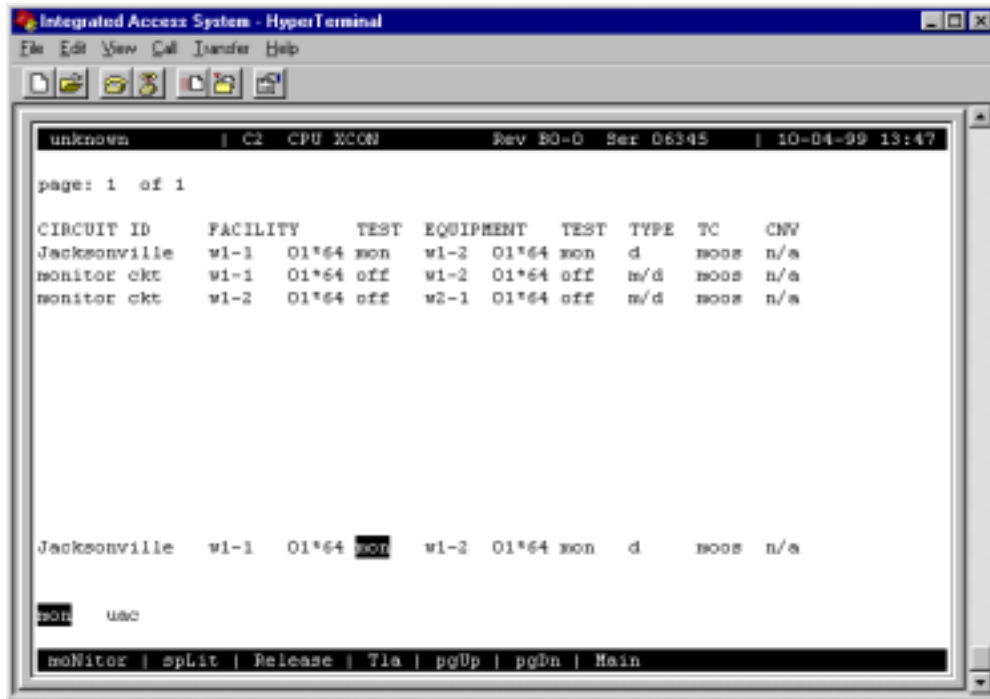 Integrated Access System - HyperTerminal
File Edit View Call Transfer Help
unknown | C2 CPU XCON Rev B0-0 Ser 06345 | 10-04-99 13:47
page: 1 of 1
CIRCUIT ID FACILITY TEST EQUIPMENT TEST TYPE TC CNV
Jacksonville w1-1 01*64 mon w1-2 01*64 mon d moos n/a
monitor ckt w1-1 01*64 off w1-2 01*64 off m/d moos n/a
monitor ckt w1-2 01*64 off w2-1 01*64 off m/d moos n/a
Jacksonville w1-1 01*64 mon w1-2 01*64 mon d moos n/a
mon uac
moNitor | spLit | Release | Tla | pgUp | pgDn | Main